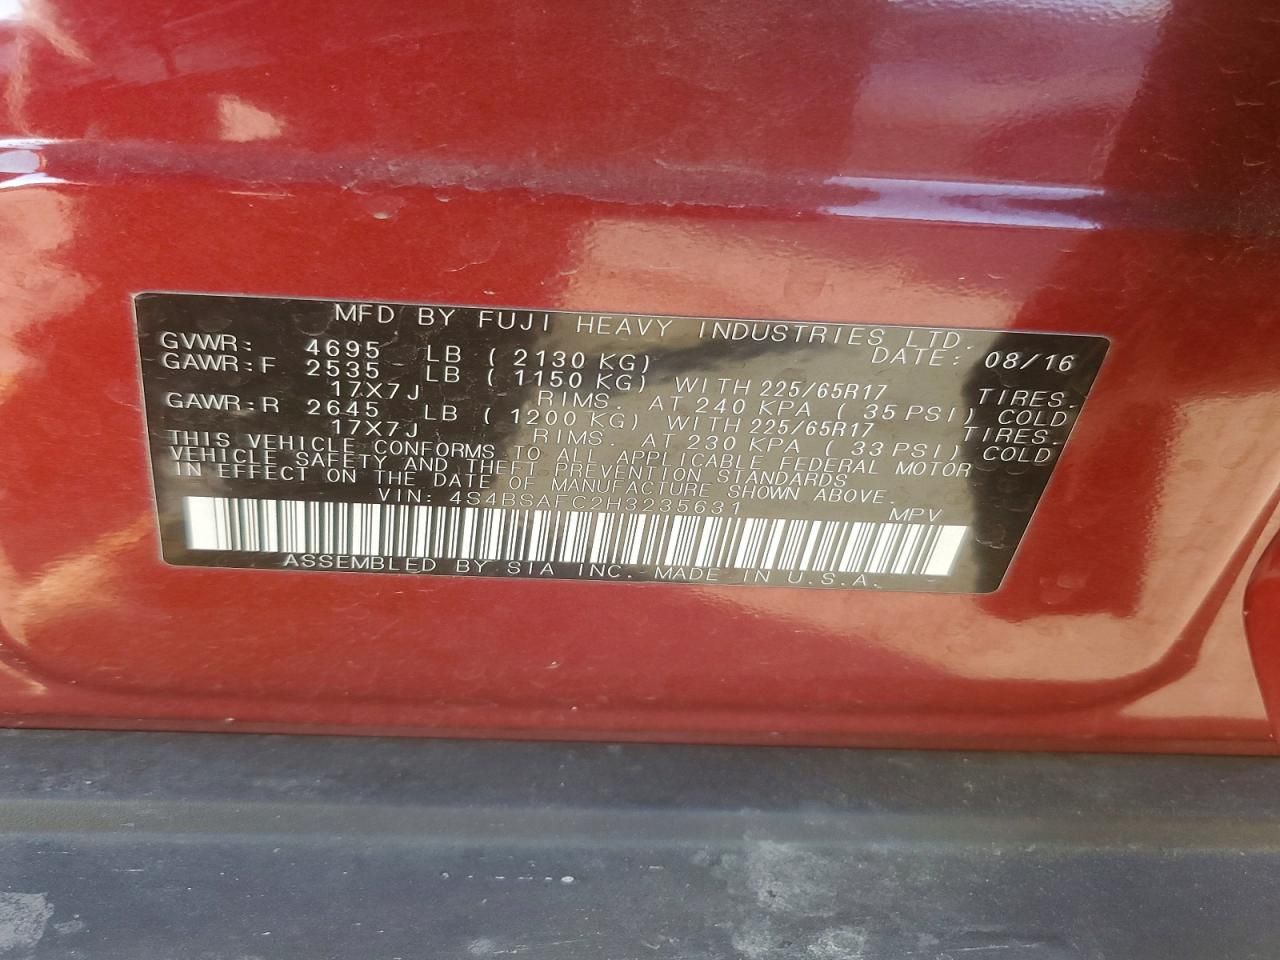 MFD BY FUJI HEAVY INDUSTRIES LTD.
GVWR: 4695 LB ( 2130 KG) DATE: 08/16
GAWR:F 2535 LB ( 1150 KG) WITH 225/65R17 TIRES.
17X7J RIMS. AT 240 KPA ( 35 PSI) COLD
GAWR:R 2645 LB ( 1200 KG) WITH 225/65R17 TIRES.
17X7J RIMS. AT 230 KPA ( 33 PSI) COLD
THIS VEHICLE CONFORMS TO ALL APPLICABLE FEDERAL MOTOR
VEHICLE SAFETY AND THEFT PREVENTION STANDARDS
IN EFFECT ON THE DATE OF MANUFACTURE SHOWN ABOVE.
VIN: 4S4BSAFC2H3235631 MPV
ASSEMBLED BY SIA INC. MADE IN U.S.A.